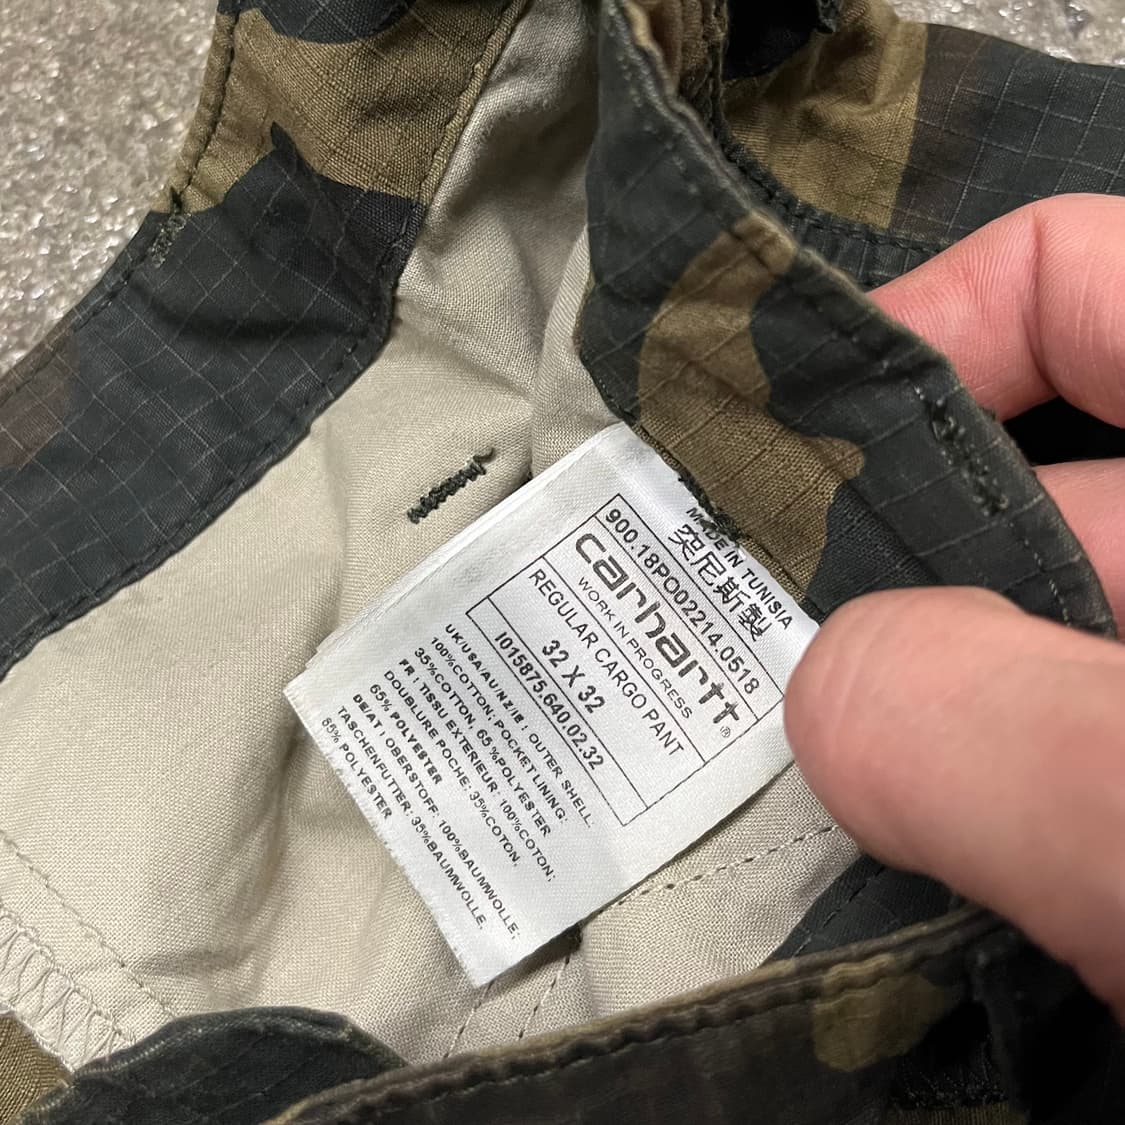 MADE IN TUNISIA
突尼斯製
900.18PO02214.0518
carhartt®
WORK IN PROGRESS
REGULAR CARGO PANT
32 X 32
I015875.640.02.32
UK/USA/AU/NZ/IE : OUTER SHELL:
100%COTTON; POCKET LINING:
35%COTTON, 65%POLYESTER
FR : TISSU EXTERIEUR: 100%COTON;
DOUBLURE POCHE: 35%COTON,
65% POLYESTER
DE/AT : OBERSTOFF: 100%BAUMWOLLE;
TASCHENFUTTER: 35%BAUMWOLLE,
65% POLYESTER